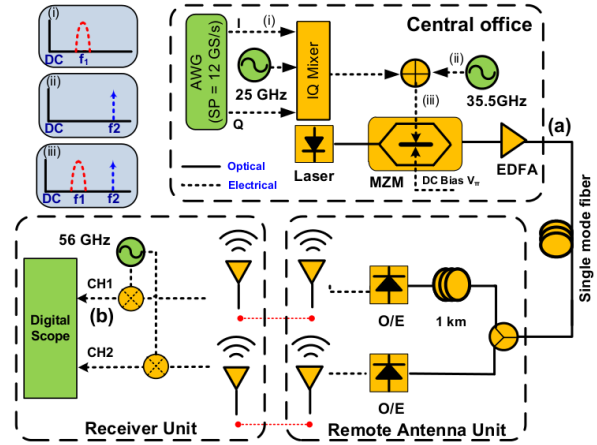 (i)
DC
f1
(ii)
DC
f2
(iii)
DC
f1
f2
Optical
Electrical
Central office
AWG
(SP = 12 GS/s)
I
(i)
Q
25 GHz
IQ Mixer
(ii)
35.5GHz
(iii)
Laser
MZM
DC Bias Vπ
EDFA
(a)
Single mode fiber
56 GHz
CH1
(b)
CH2
Digital
Scope
Receiver Unit
O/E
1 km
O/E
Remote Antenna Unit